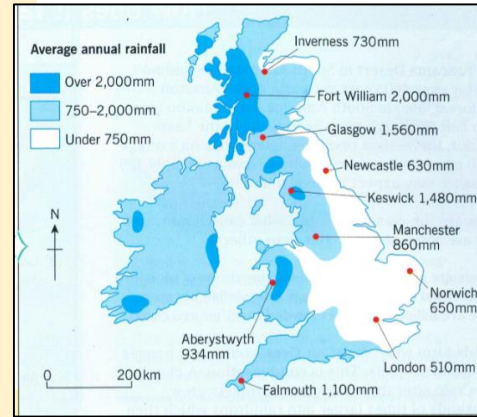 Average annual rainfall
Over 2,000mm
750–2,000mm
Under 750mm
Inverness 730mm
Fort William 2,000mm
Glasgow 1,560mm
Newcastle 630mm
Keswick 1,480mm
Manchester
860mm
Norwich
650mm
London 510mm
Aberystwyth
934mm
Falmouth 1,100mm
N
0 200km